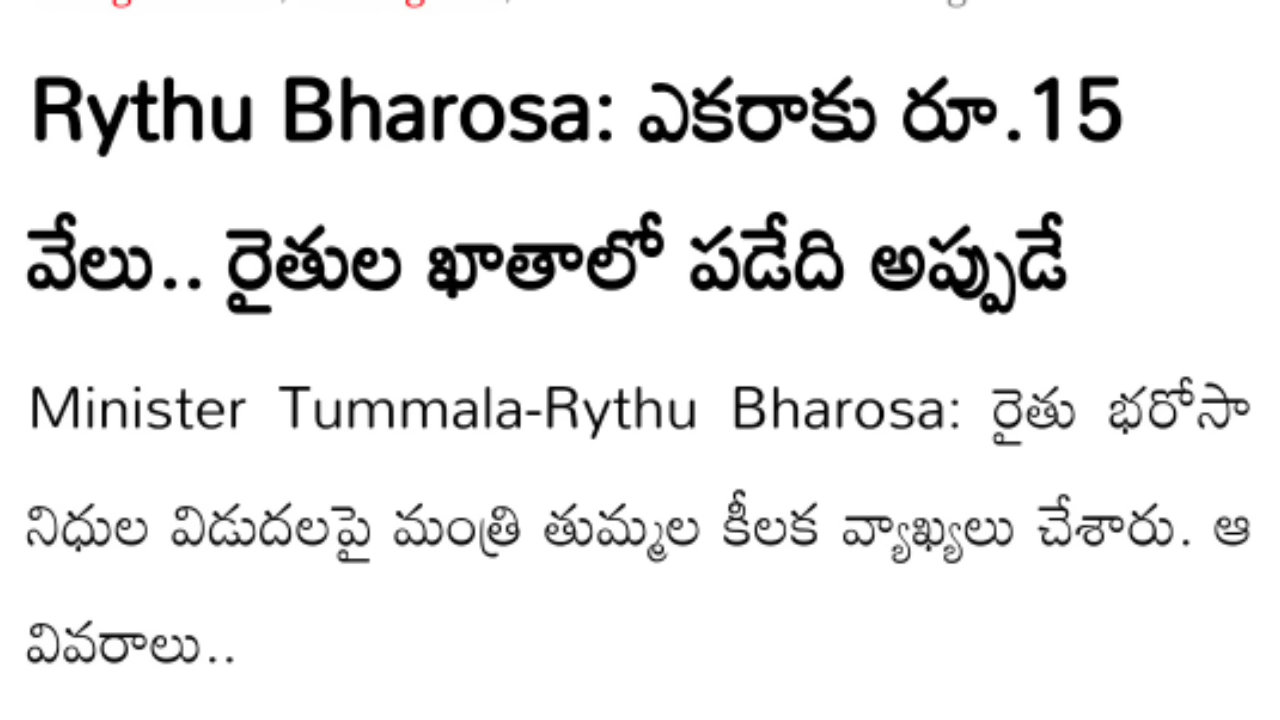 Rythu Bharosa: ఎకరాకు రూ.15
వేలు.. రైతుల ఖాతాలో పడేది అప్పుడే
Minister Tummala-Rythu Bharosa: రైతు భరోసా
నిధుల విడుదలపై మంత్రి తుమ్మల కీలక వ్యాఖ్యలు చేశారు. ఆ
వివరాలు..